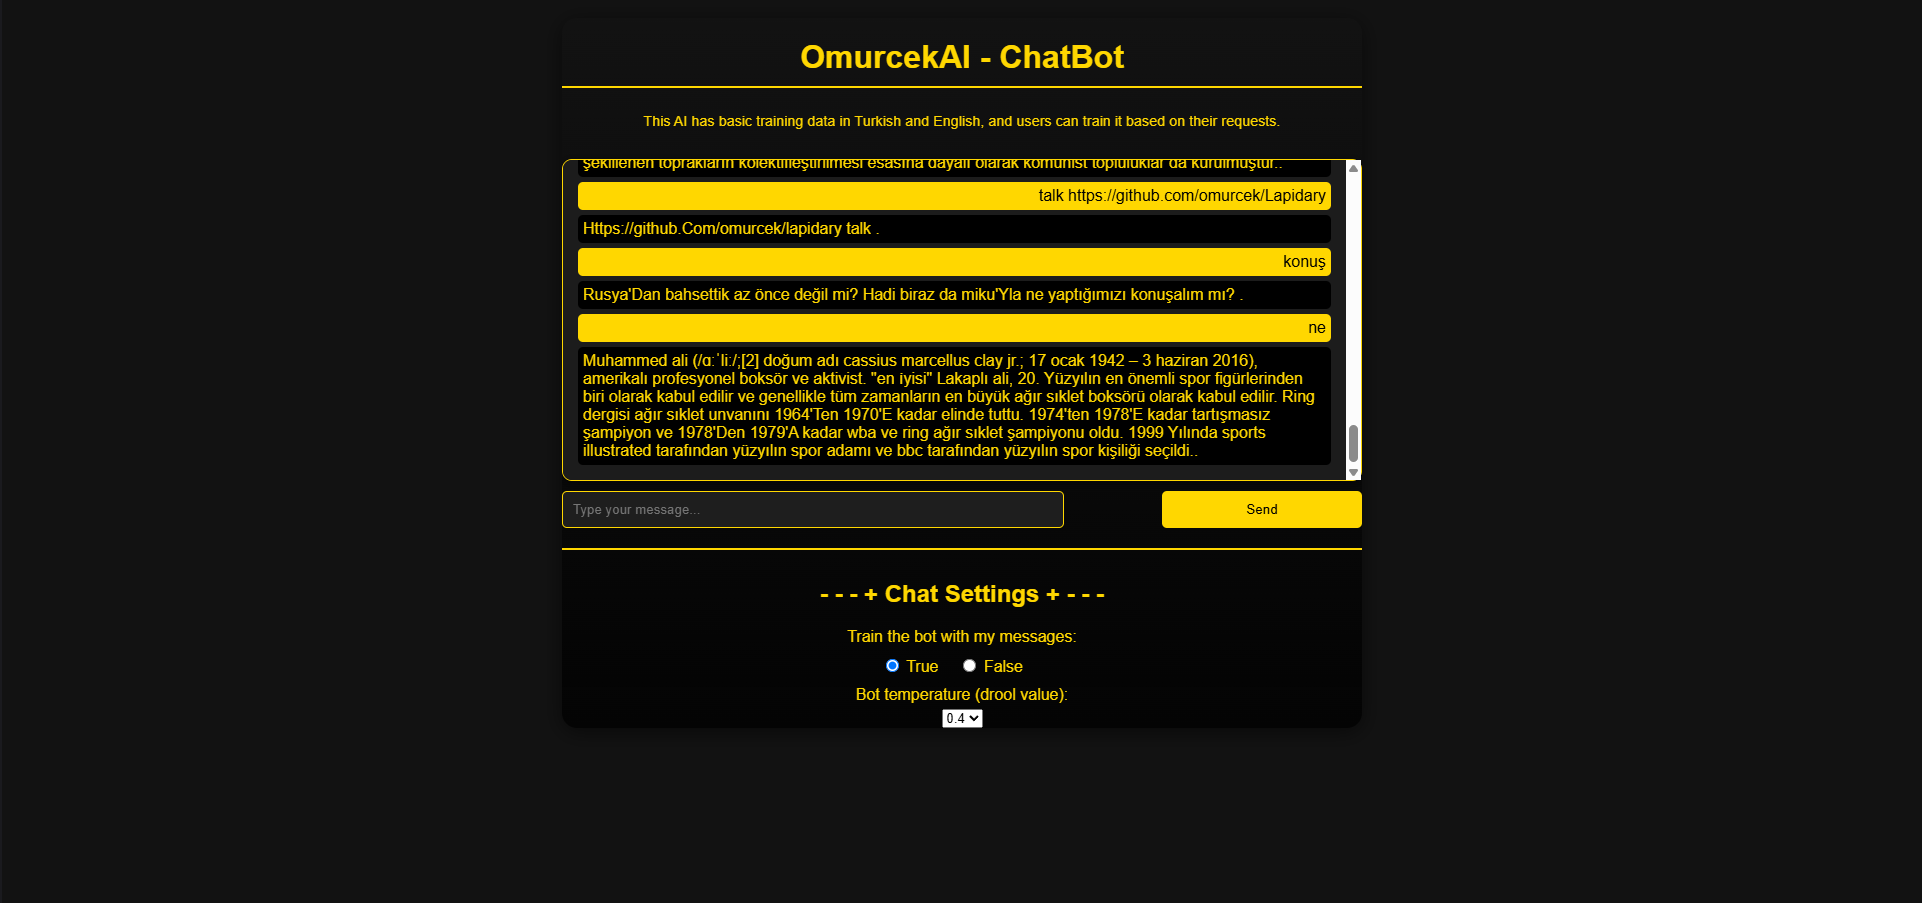 OmurcekAI - ChatBot
This AI has basic training data in Turkish and English, and users can train it based on their requests.
şekillenen toprakların kolektifleştirilmesi esasına dayalı olarak komünist topluluklar da kurulmuştur..
talk https://github.com/omurcek/Lapidary
Https://github.Com/omurcek/lapidary talk .
konuş
Rusya'Dan bahsettik az önce değil mi? Hadi biraz da miku'Yla ne yaptığımızı konuşalım mı? .
ne
Muhammed ali (/ɑːˈliː/;[2] doğum adı cassius marcellus clay jr.; 17 ocak 1942 – 3 haziran 2016),
amerikalı profesyonel boksör ve aktivist. "en iyisi" Lakaplı ali, 20. Yüzyılın en önemli spor figürlerinden
biri olarak kabul edilir ve genellikle tüm zamanların en büyük ağır sıklet boksörü olarak kabul edilir. Ring
dergisi ağır sıklet unvanını 1964'Ten 1970'E kadar elinde tuttu. 1974'ten 1978'E kadar tartışmasız
şampiyon ve 1978'Den 1979'A kadar wba ve ring ağır sıklet şampiyonu oldu. 1999 Yılında sports
illustrated tarafından yüzyılın spor adamı ve bbc tarafından yüzyılın spor kişiliği seçildi..
Type your message...
Send
- - - + Chat Settings + - - -
Train the bot with my messages:
True False
Bot temperature (drool value):
0.4